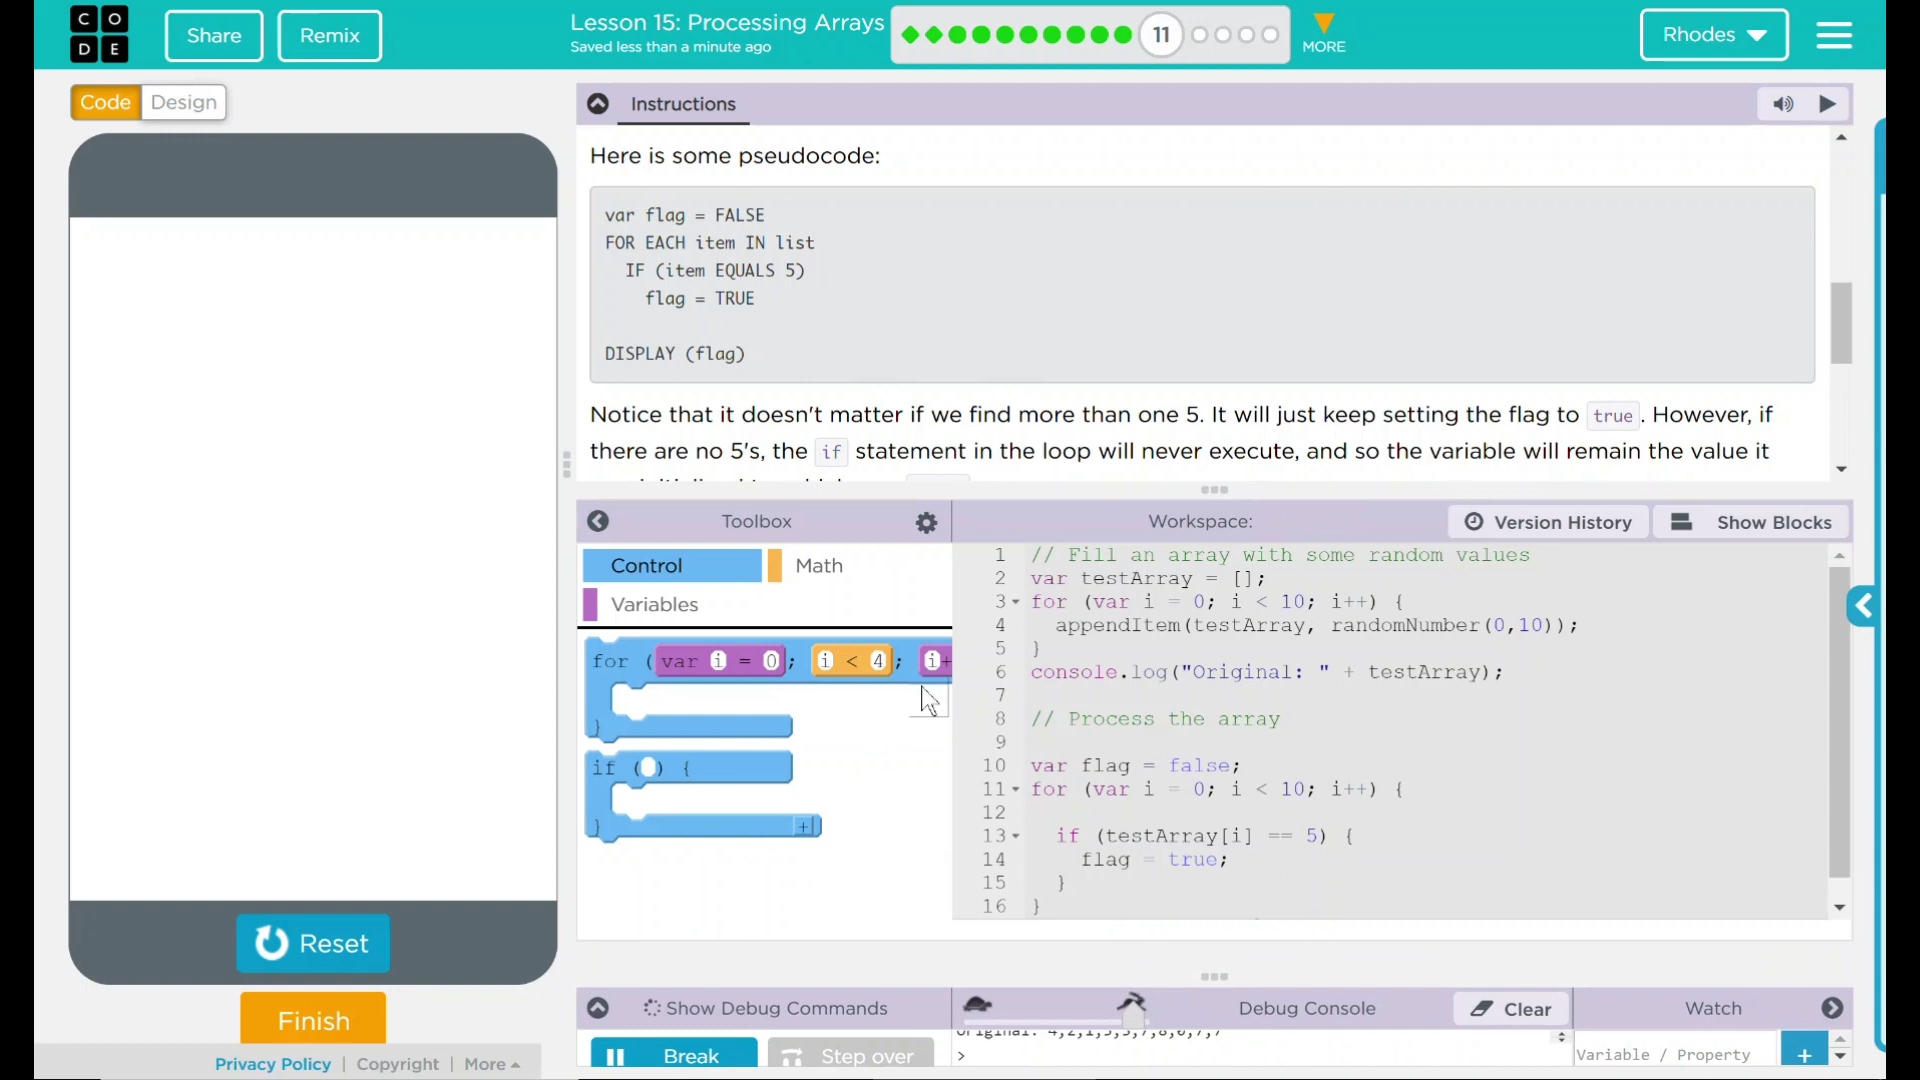 CO
DE
Share
Remix
Lesson 15: Processing Arrays
Saved less than a minute ago
11
MORE
Rhodes
Code
Design
Instructions
Here is some pseudocode:
var flag = FALSE
FOR EACH item IN list
IF (item EQUALS 5)
flag = TRUE
DISPLAY (flag)
Notice that it doesn't matter if we find more than one 5. It will just keep setting the flag to true. However, if
there are no 5's, the if statement in the loop will never execute, and so the variable will remain the value it
Toolbox
Workspace:
Version History
Show Blocks
Control
Math
Variables
for (var i = 0; i < 4; i+
}
if ( ) {
} +
1 // Fill an array with some random values
2 var testArray = [];
3 for (var i = 0; i < 10; i++) {
4 appendItem(testArray, randomNumber(0,10));
5 }
6 console.log("Original: " + testArray);
7
8 // Process the array
9
10 var flag = false;
11 for (var i = 0; i < 10; i++) {
12
13 if (testArray[i] == 5) {
14 flag = true;
15 }
16 }
Reset
Finish
Show Debug Commands
Debug Console
Clear
Watch
Break
Step over
>
Variable / Property
+
Privacy Policy | Copyright | More